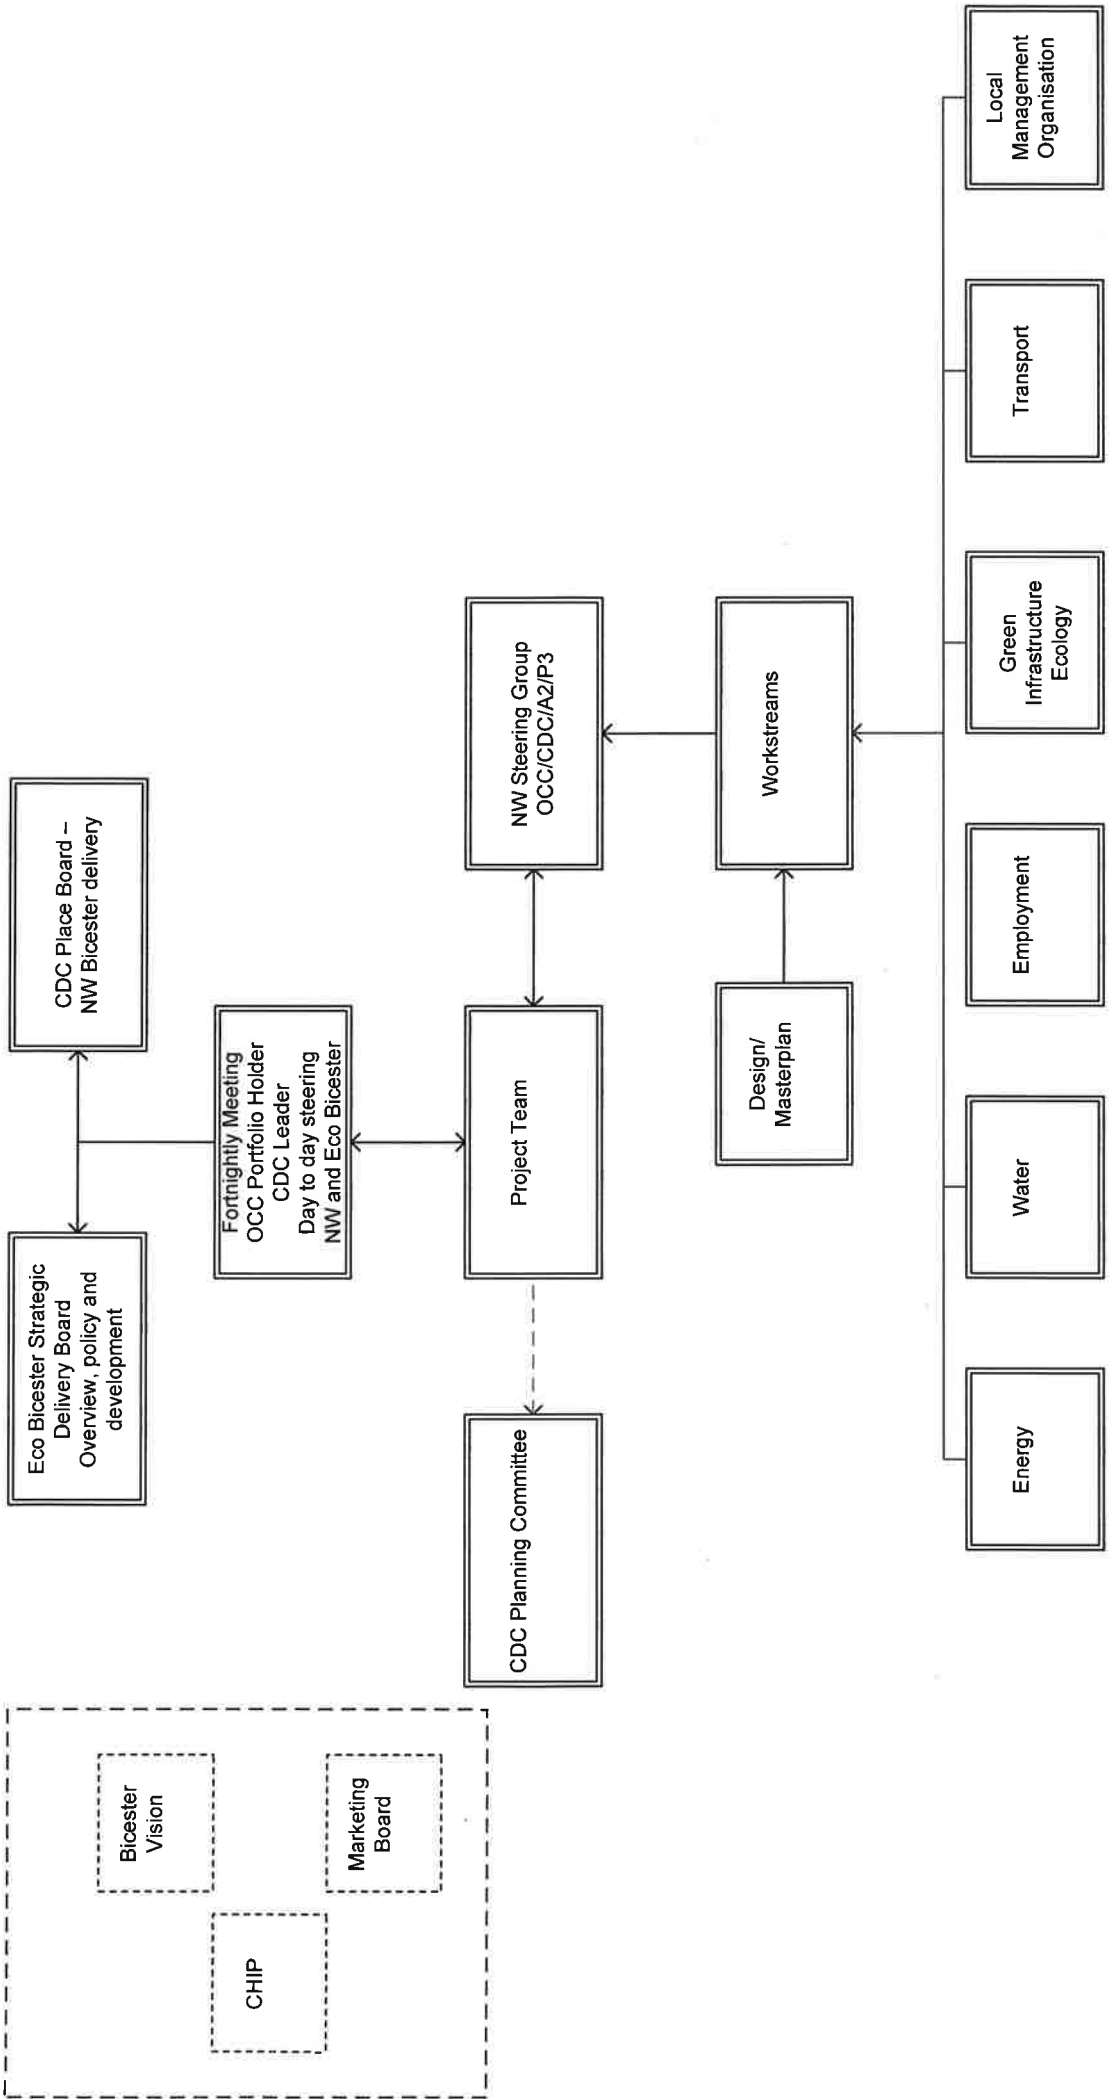 Bicester
Vision
CHIP
Marketing
Board
Eco Bicester Strategic
Delivery Board
Overview, policy and
development
CDC Place Board –
NW Bicester delivery
Fortnightly Meeting
OCC Portfolio Holder
CDC Leader
Day to day steering
NW and Eco Bicester
CDC Planning Committee
Project Team
NW Steering Group
OCC/CDC/A2/P3
Design/
Masterplan
Workstreams
Energy
Water
Employment
Green
Infrastructure
Ecology
Transport
Local
Management
Organisation